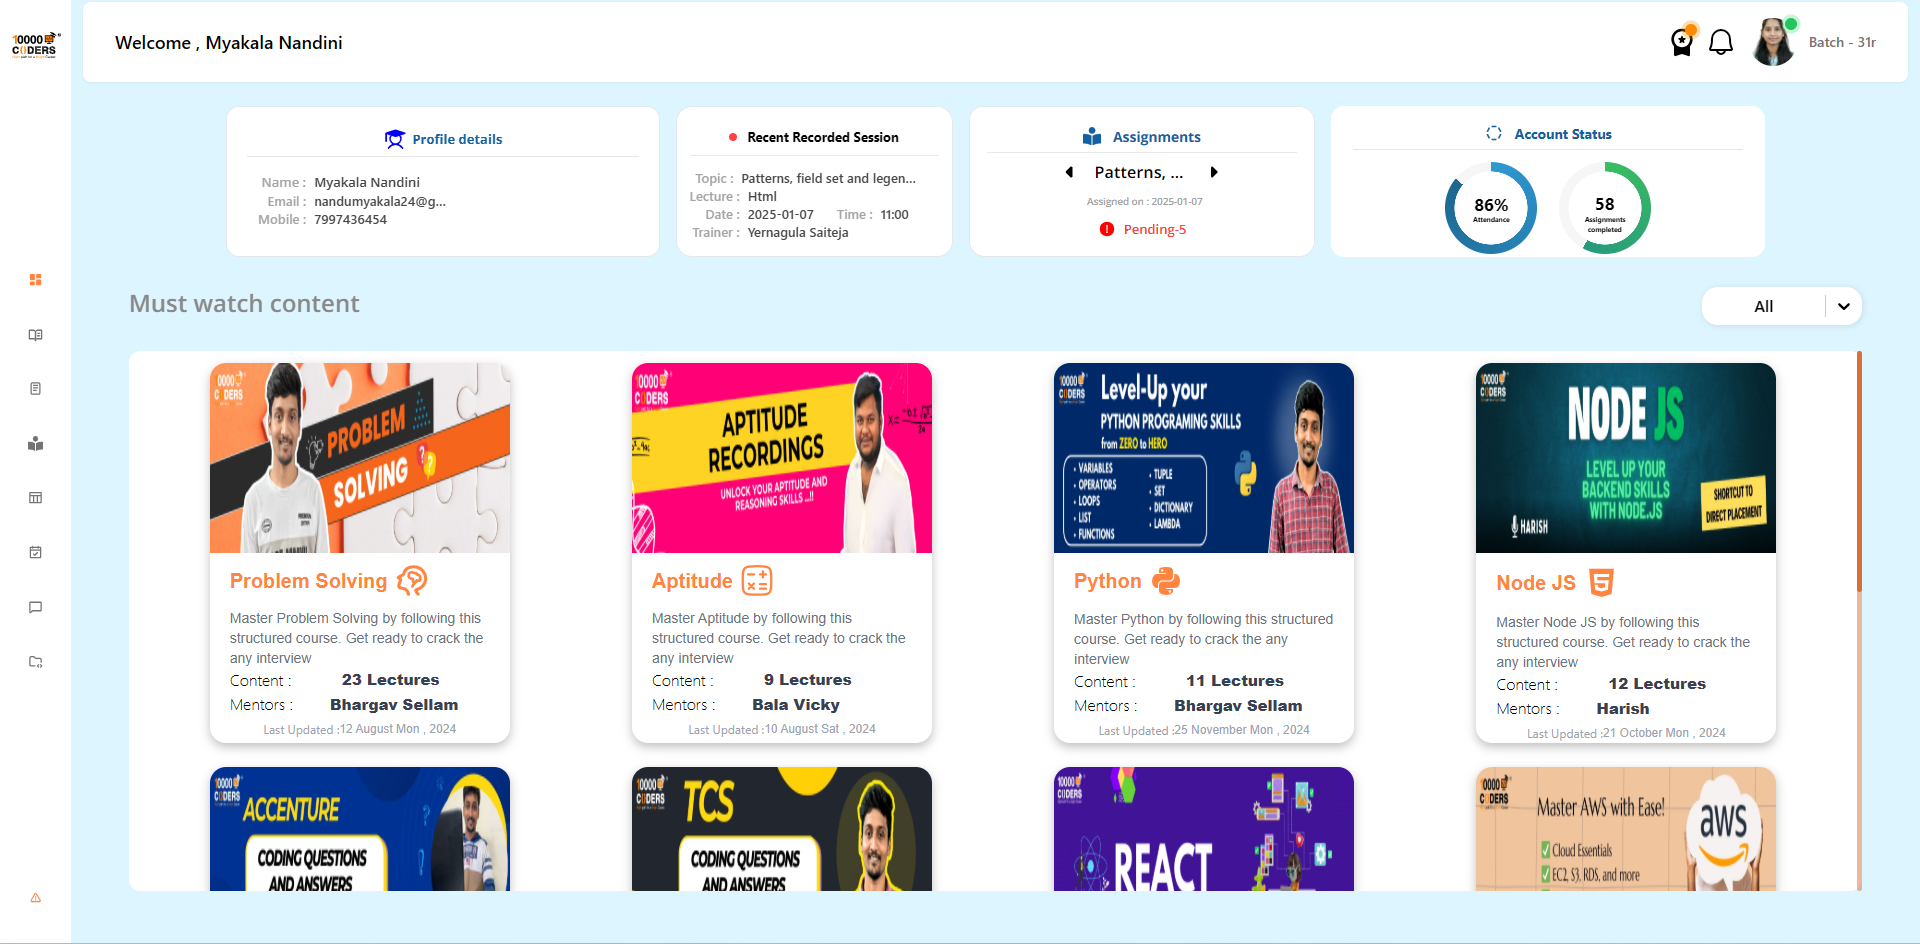 10000
CODERS
Welcome , Myakala Nandini
Batch - 31r
Profile details
Name : Myakala Nandini
Email : nandumyakala24@g...
Mobile : 7997436454
Recent Recorded Session
Topic : Patterns, field set and legen...
Lecture : Html
Date : 2025-01-07 Time : 11:00
Trainer : Yernagula Saiteja
Assignments
Patterns, ...
Assigned on : 2025-01-07
Pending-5
Account Status
86%
Attendance
58
Assignments
completed
Must watch content
All
10000
CODERS
PROBLEM
SOLVING
Problem Solving
Master Problem Solving by following this
structured course. Get ready to crack the
any interview
Content : 23 Lectures
Mentors : Bhargav Sellam
Last Updated :12 August Mon , 2024
10000
CODERS
APTITUDE
RECORDINGS
UNLOCK YOUR APTITUDE AND
REASONING SKILLS ..!!
Aptitude
Master Aptitude by following this
structured course. Get ready to crack the
any interview
Content : 9 Lectures
Mentors : Bala Vicky
Last Updated :10 August Sat , 2024
10000
CODERS
Level-Up your
PYTHON PROGRAMING SKILLS
from ZERO to HERO
• VARIABLES
• OPERATORS
• LOOPS
• LIST
• FUNCTIONS
• TUPLE
• SET
• DICTIONARY
• LAMBDA
Python
Master Python by following this structured
course. Get ready to crack the any
interview
Content : 11 Lectures
Mentors : Bhargav Sellam
Last Updated :25 November Mon , 2024
10000
CODERS
NODE JS
LEVEL UP YOUR
BACKEND SKILLS
WITH NODE.JS
SHORTCUT TO
DIRECT PLACEMENT
HARISH
Node JS
Master Node JS by following this
structured course. Get ready to crack the
any interview
Content : 12 Lectures
Mentors : Harish
Last Updated :21 October Mon , 2024
10000
CODERS
ACCENTURE
CODING QUESTIONS
AND ANSWERS
10000
CODERS
TCS
CODING QUESTIONS
AND ANSWERS
10000
CODERS
REACT
10000
CODERS
Master AWS with Ease!
aws
Cloud Essentials
EC2, S3, RDS, and more